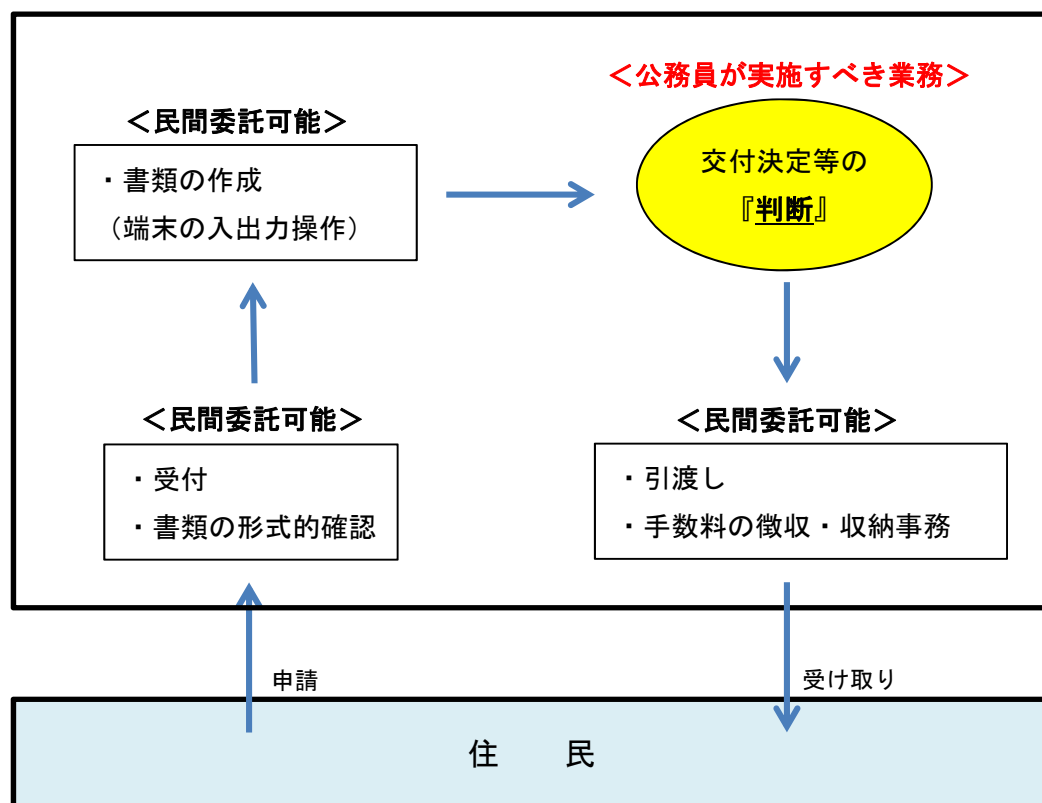 ＜公務員が実施すべき業務＞
＜民間委託可能＞
・書類の作成
（端末の入出力操作）
交付決定等の
『判断』
＜民間委託可能＞
・受付
・書類の形式的確認
＜民間委託可能＞
・引渡し
・手数料の徴収・収納事務
申請
受け取り
住　　民